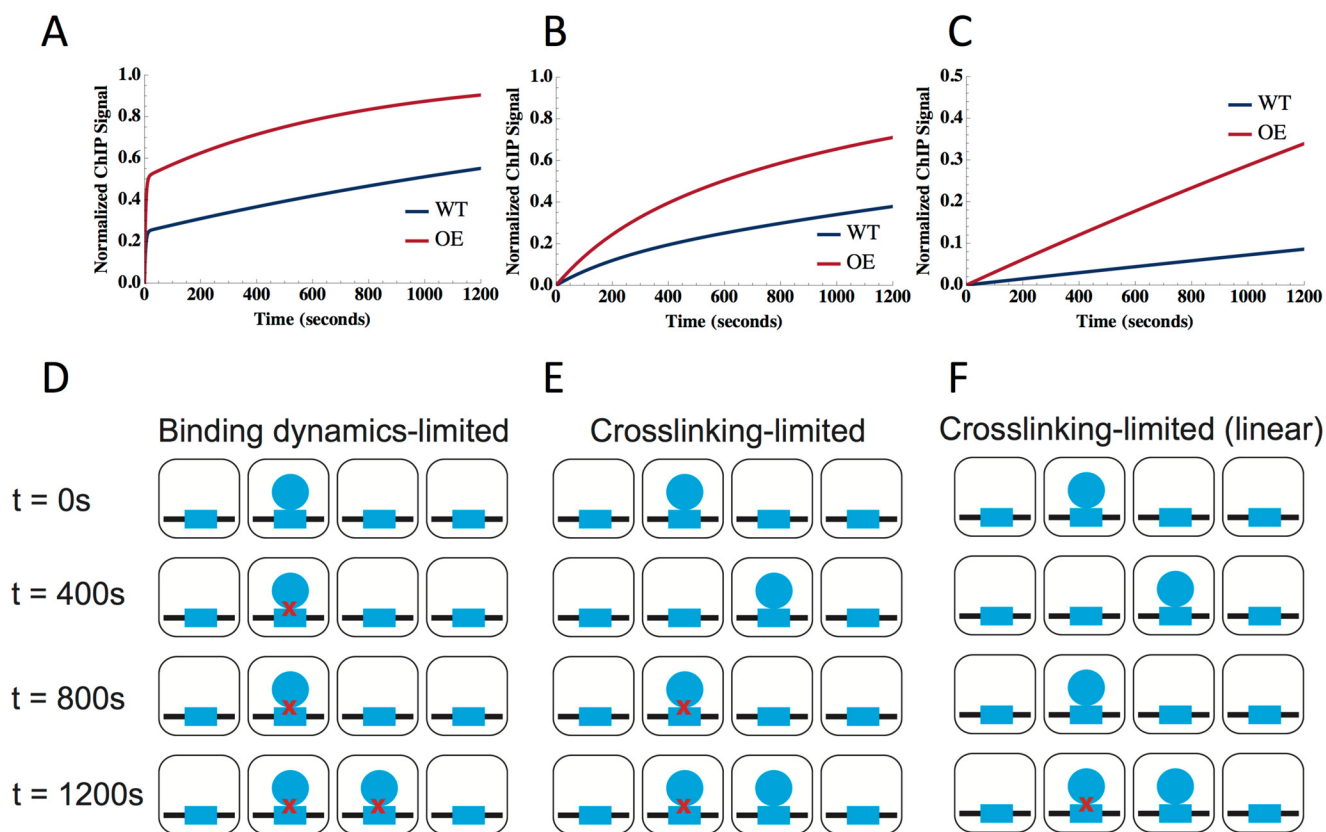 A
B
C
Normalized ChIP Signal
1.0
0.8
0.6
0.4
0.2
0.0
WT
OE
0 200 400 600 800 1000 1200
Time (seconds)
Normalized ChIP Signal
1.0
0.8
0.6
0.4
0.2
0.0
WT
OE
0 200 400 600 800 1000 1200
Time (seconds)
Normalized ChIP Signal
0.5
0.4
0.3
0.2
0.1
0.0
WT
OE
0 200 400 600 800 1000 1200
Time (seconds)
D
E
F
Binding dynamics-limited
Crosslinking-limited
Crosslinking-limited (linear)
t = 0s
t = 400s
x
t = 800s
x x
t = 1200s
x x x x